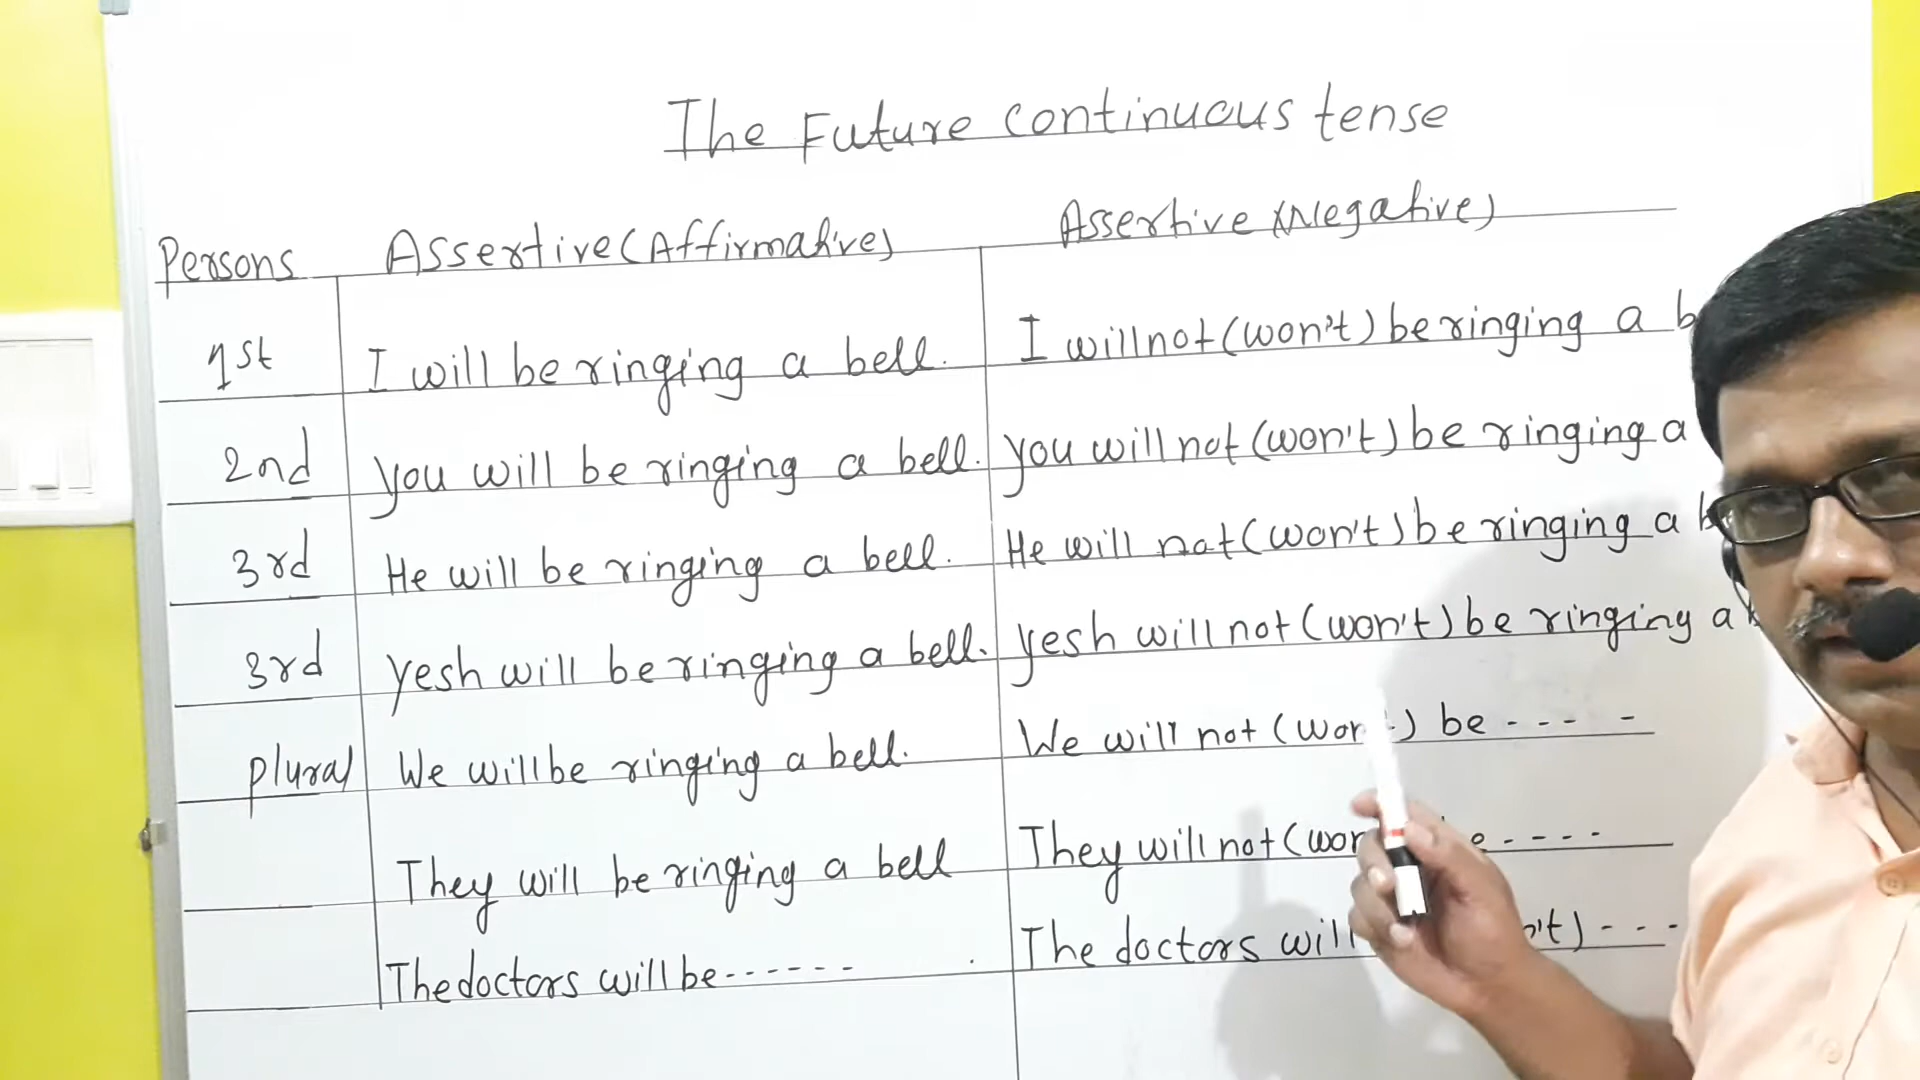 The Future continuous tense
Persons Assertive (Affirmative) Assertive (Negative)
1st I will be ringing a bell. I will not (won't) be ringing a b
2nd you will be ringing a bell. you will not (won't) be ringing a
3rd He will be ringing a bell. He will not (won't) be ringing a b
3rd yesh will be ringing a bell. yesh will not (won't) be ringing a b
plural We will be ringing a bell. We will not (won ) be - - - -
They will be ringing a bell They will not (won e - - - -
The doctors will be - - - - - - The doctors will n't) - - -